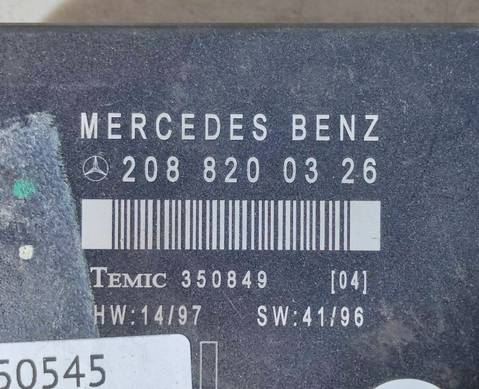 MERCEDES BENZ
208 820 03 26
TEMIC 350849 [04]
HW:14/97 SW:41/96
50545